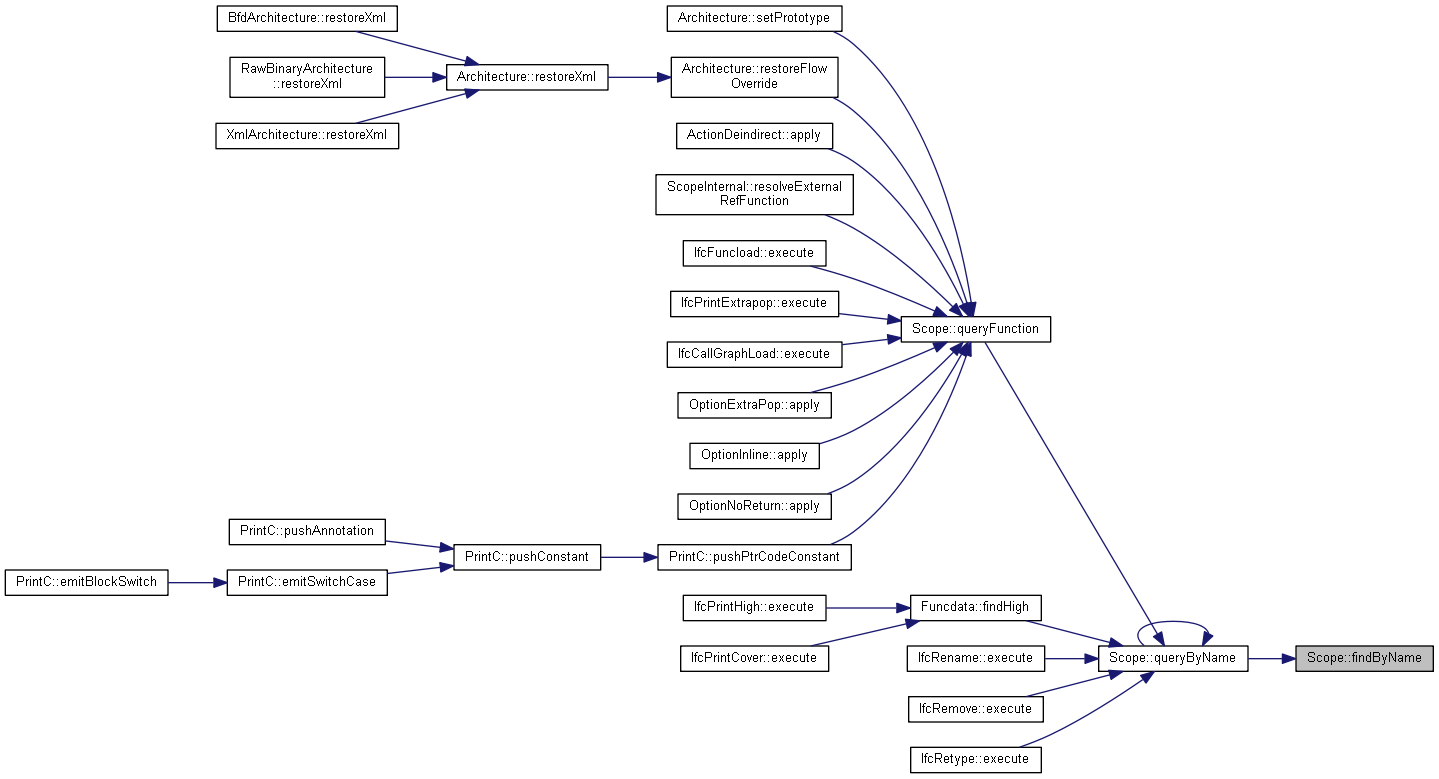 BfdArchitecture::restoreXml
RawBinaryArchitecture
::restoreXml
XmlArchitecture::restoreXml
Architecture::restoreXml
Architecture::setPrototype
Architecture::restoreFlow
Override
ActionDeindirect::apply
ScopeInternal::resolveExternal
RefFunction
IfcFuncload::execute
IfcPrintExtrapop::execute
IfcCallGraphLoad::execute
OptionExtraPop::apply
OptionInline::apply
OptionNoReturn::apply
PrintC::pushPtrCodeConstant
Scope::queryFunction
PrintC::pushAnnotation
PrintC::pushConstant
PrintC::emitBlockSwitch
PrintC::emitSwitchCase
IfcPrintHigh::execute
IfcPrintCover::execute
Funcdata::findHigh
IfcRename::execute
IfcRemove::execute
IfcRetype::execute
Scope::queryByName
Scope::findByName